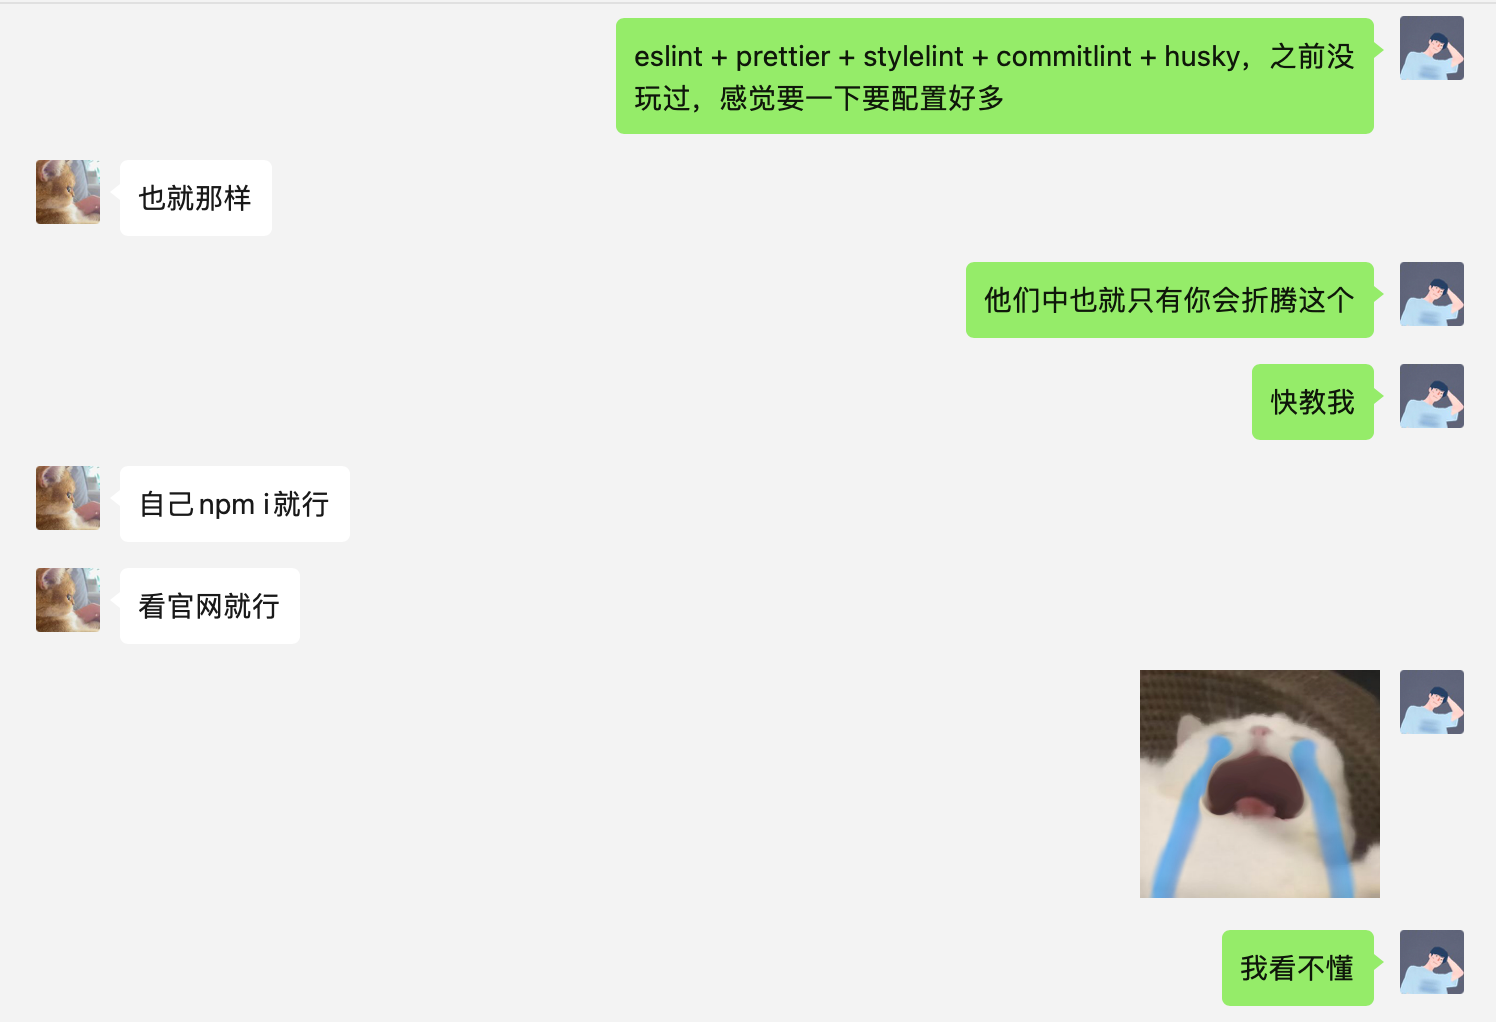 eslint + prettier + stylelint + commitlint + husky，之前没
玩过，感觉要一下要配置好多
也就那样
他们中也就只有你会折腾这个
快教我
自己npm i就行
看官网就行
我看不懂